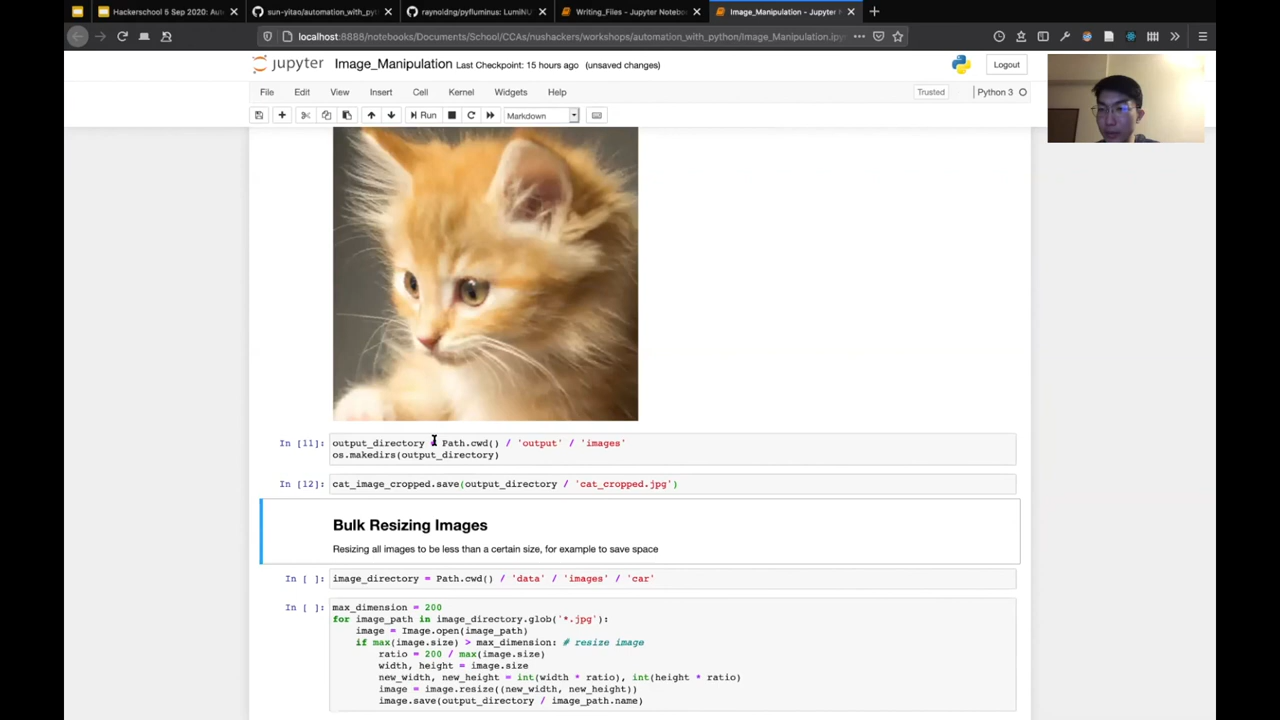 Hackerschool 5 Sep 2020: Auto
sun-yitao/automation_with_pyt
raynoldng/pyfluminus: LumiNU
Writing_Files - Jupyter Notebo
Image_Manipulation - Jupyter N
localhost:8888/notebooks/Documents/School/CCAs/nushackers/workshops/automation_with_python/Image_Manipulation.ipy
jupyter Image_Manipulation Last Checkpoint: 15 hours ago (unsaved changes) Logout
File Edit View Insert Cell Kernel Widgets Help Trusted Python 3
Run Markdown
In [11]: output_directory = Path.cwd() / 'output' / 'images'
os.makedirs(output_directory)
In [12]: cat_image_cropped.save(output_directory / 'cat_cropped.jpg')
Bulk Resizing Images
Resizing all images to be less than a certain size, for example to save space
In [ ]: image_directory = Path.cwd() / 'data' / 'images' / 'car'
In [ ]: max_dimension = 200
for image_path in image_directory.glob('*.jpg'):
image = Image.open(image_path)
if max(image.size) > max_dimension: # resize image
ratio = 200 / max(image.size)
width, height = image.size
new_width, new_height = int(width * ratio), int(height * ratio)
image = image.resize((new_width, new_height))
image.save(output_directory / image_path.name)